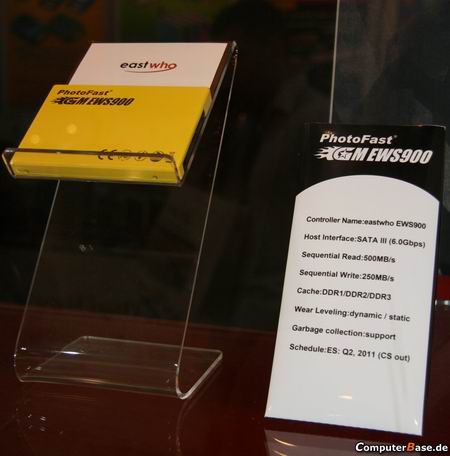 eastwho
PhotoFast®
GM EWS900
PhotoFast®
GM EWS900
Controller Name:eastwho EWS900
Host Interface:SATA III (6.0Gbps)
Sequential Read:500MB/s
Sequential Write:250MB/s
Cache:DDR1/DDR2/DDR3
Wear Leveling:dynamic / static
Garbage collection:support
Schedule:ES: Q2, 2011 (CS out)
ComputerBase.de